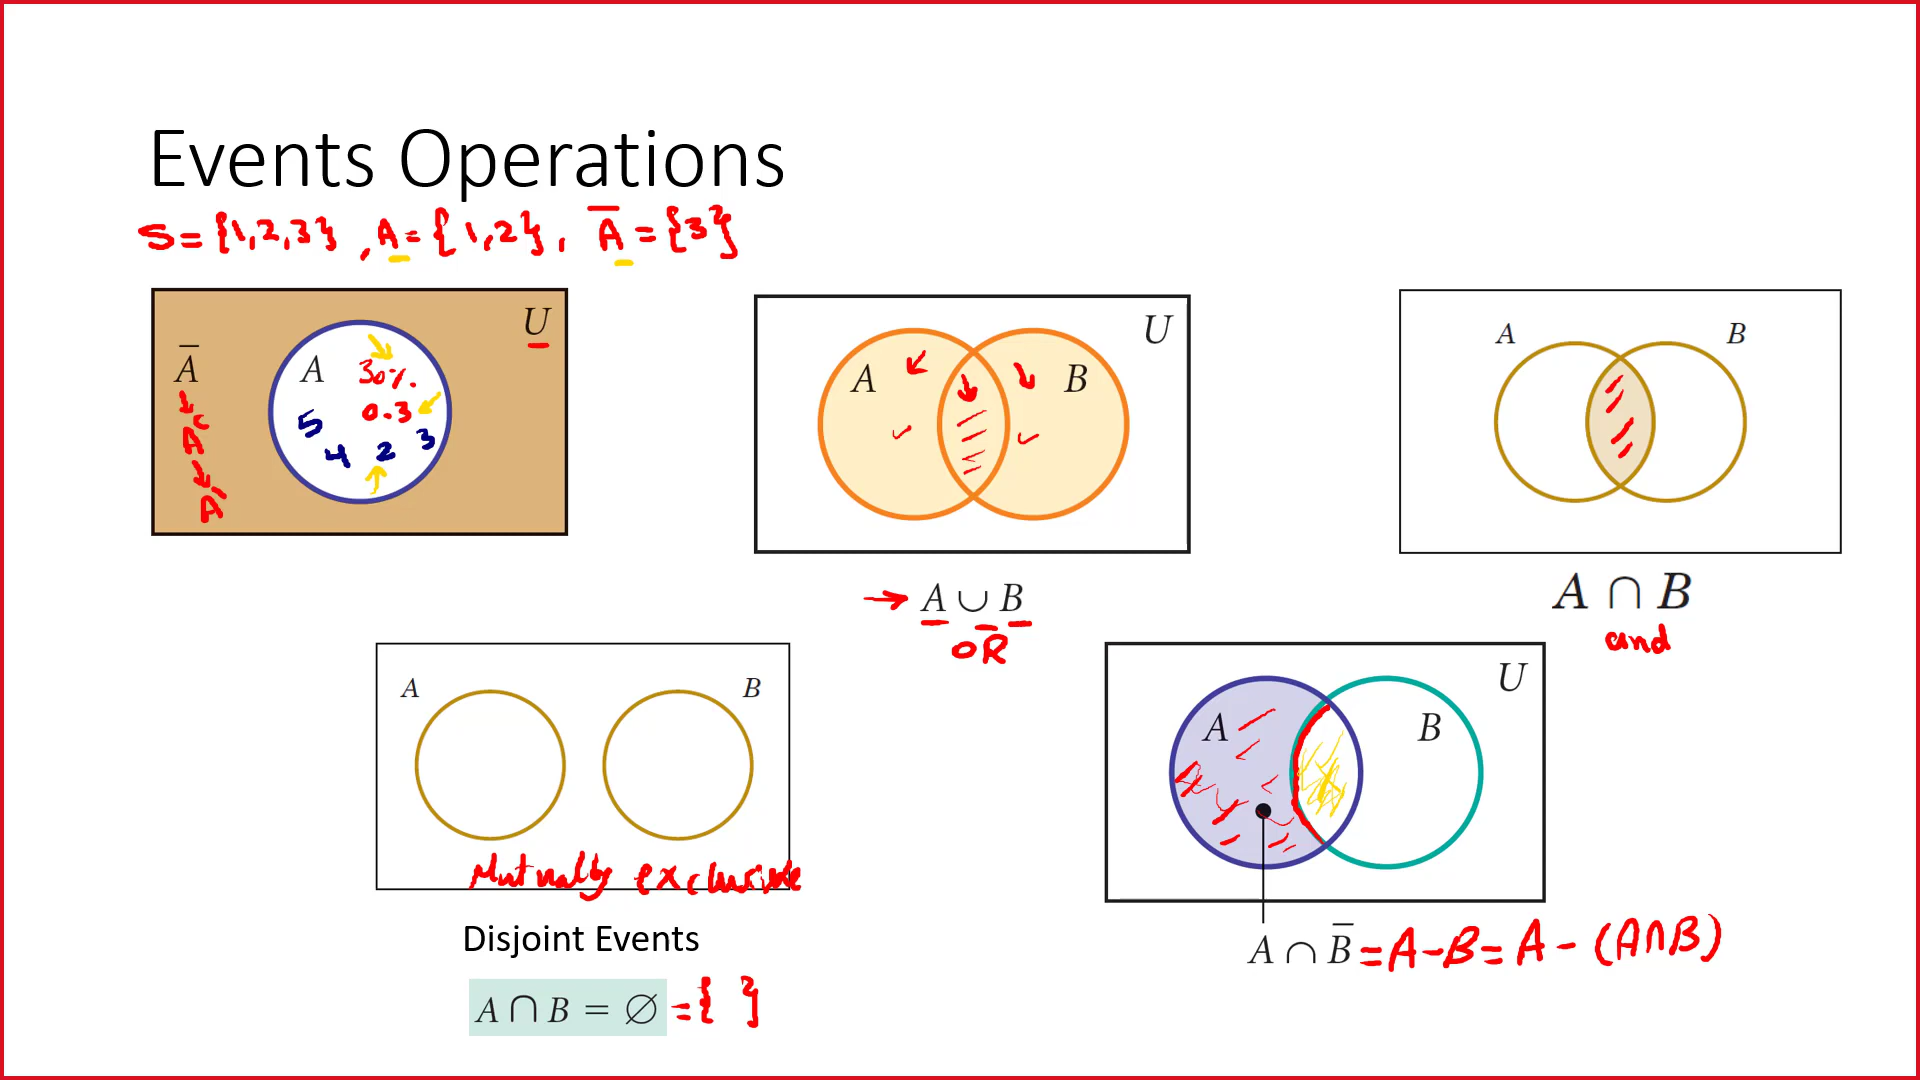 Events Operations
S = {1,2,3} , A = {1,2} , A̅ = {3}
U
A̅
A
30%.
0.3
5 4 2 3
Aᶜ
A'
U
A
B
A
B
→ A ∪ B
OR
A ∩ B
and
A
B
Mutually exclusive
Disjoint Events
A ∩ B = ∅ = { }
U
A
B
A ∩ B̅ = A - B = A - (A∩B)